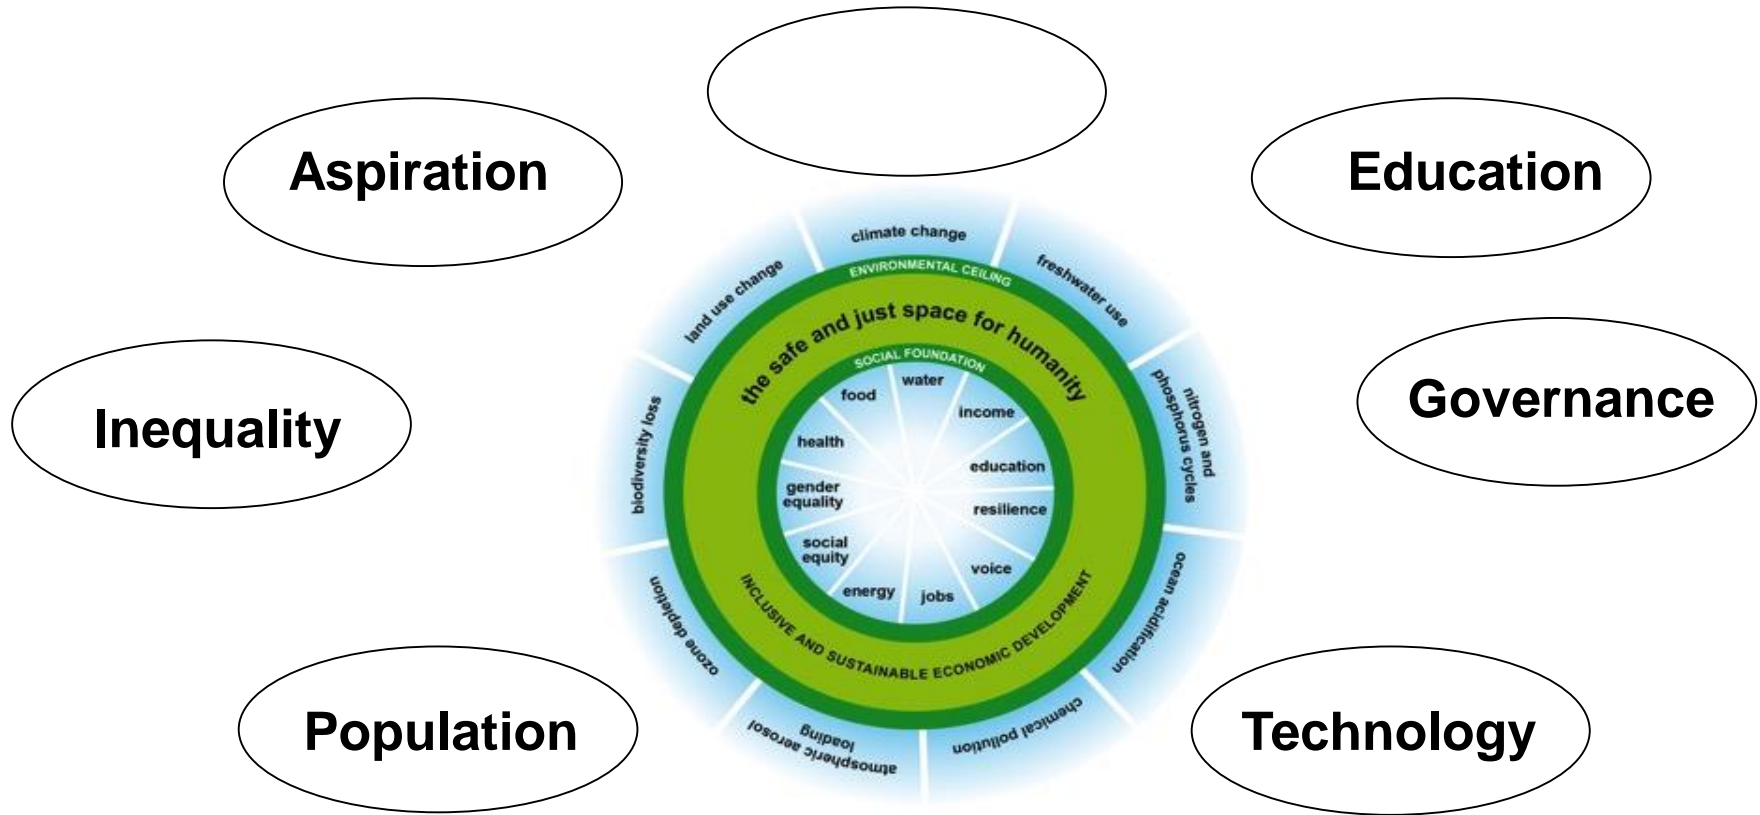 Aspiration
Education
Inequality
Governance
Population
Technology
climate change
freshwater use
nitrogen and
phosphorus cycles
ocean acidification
chemical pollution
atmospheric aerosol
loading
ozone depletion
biodiversity loss
land use change
ENVIRONMENTAL CEILING
the safe and just space for humanity
SOCIAL FOUNDATION
water
income
education
resilience
voice
jobs
energy
social
equity
gender
equality
health
food
INCLUSIVE AND SUSTAINABLE ECONOMIC DEVELOPMENT